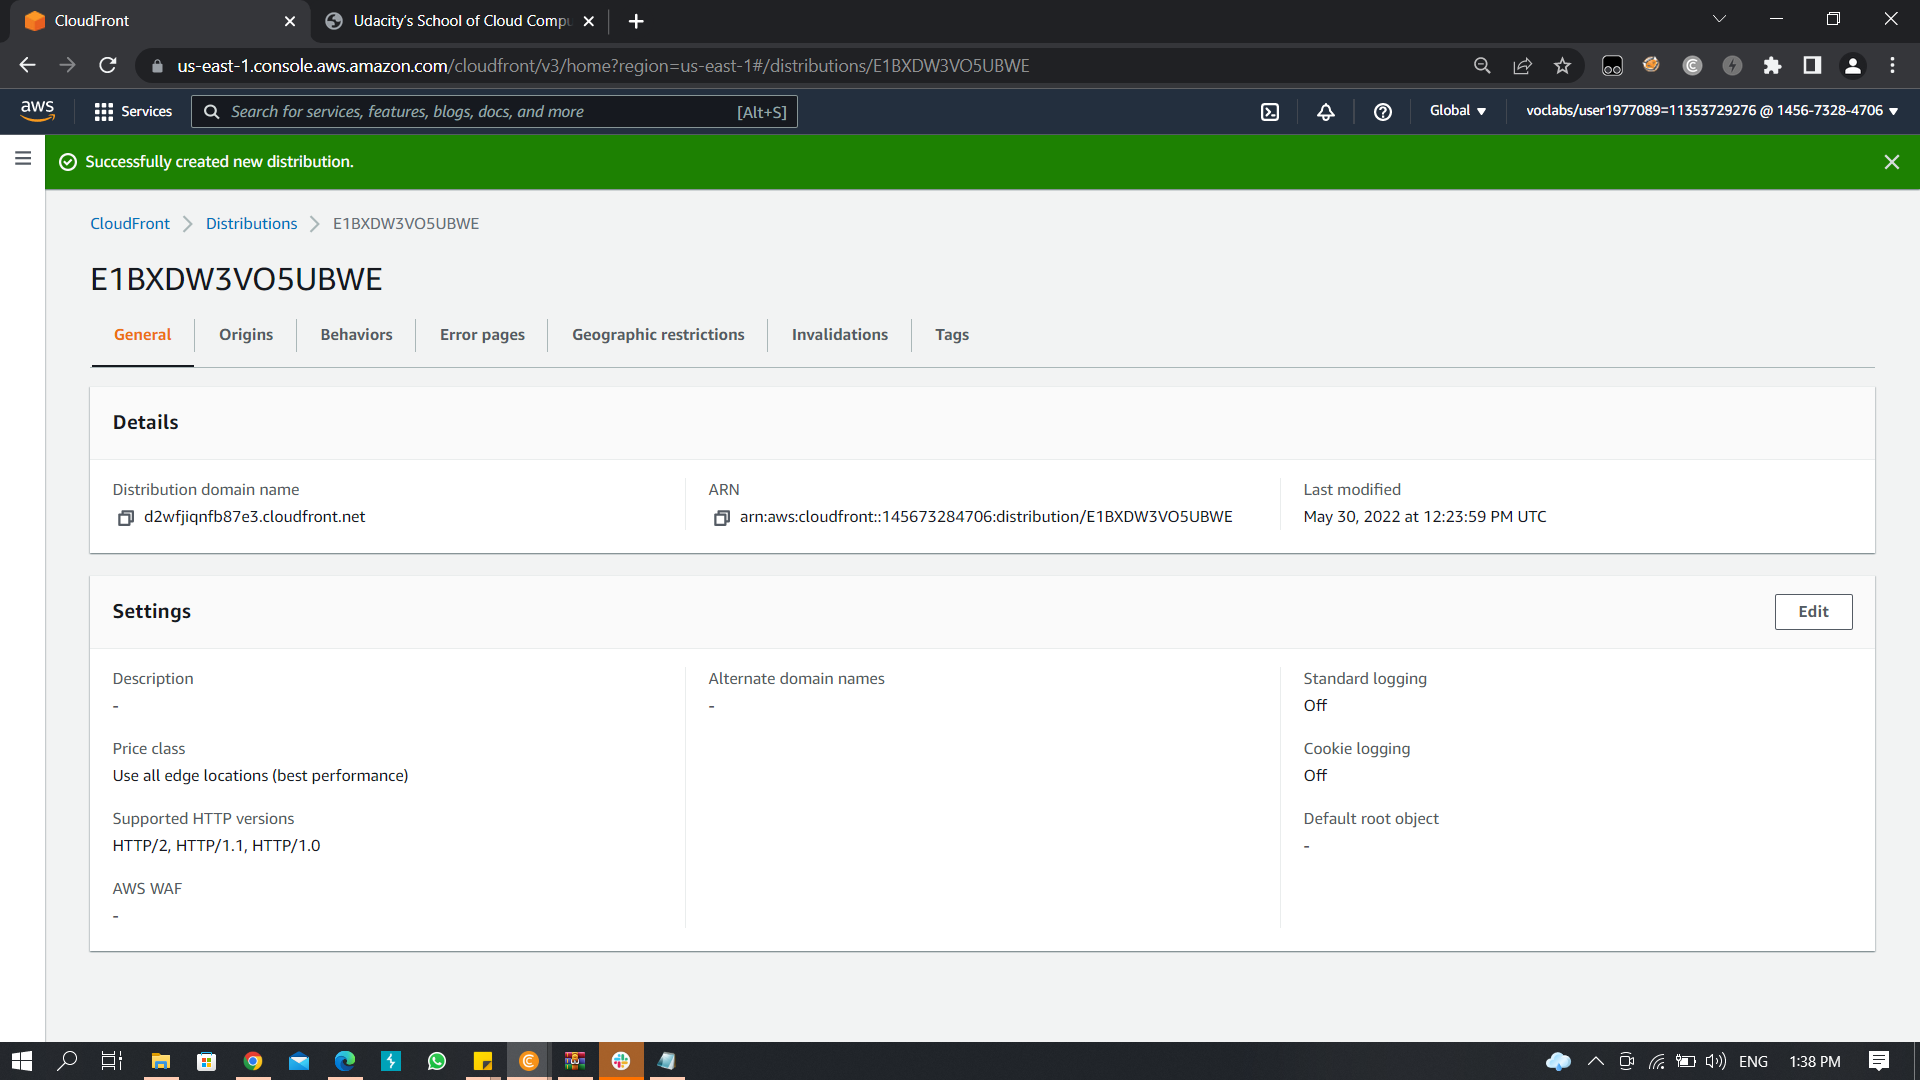 CloudFront
Udacity's School of Cloud Comp
us-east-1.console.aws.amazon.com/cloudfront/v3/home?region=us-east-1#/distributions/E1BXDW3VO5UBWE
aws
Services
Search for services, features, blogs, docs, and more
[Alt+S]
Global
voclabs/user1977089=11353729276 @ 1456-7328-4706
Successfully created new distribution.
CloudFront
Distributions
E1BXDW3VO5UBWE
E1BXDW3VO5UBWE
General
Origins
Behaviors
Error pages
Geographic restrictions
Invalidations
Tags
Details
Distribution domain name
d2wfjiqnfb87e3.cloudfront.net
ARN
arn:aws:cloudfront::145673284706:distribution/E1BXDW3VO5UBWE
Last modified
May 30, 2022 at 12:23:59 PM UTC
Settings
Edit
Description
-
Price class
Use all edge locations (best performance)
Supported HTTP versions
HTTP/2, HTTP/1.1, HTTP/1.0
AWS WAF
-
Alternate domain names
-
Standard logging
Off
Cookie logging
Off
Default root object
-
ENG
1:38 PM